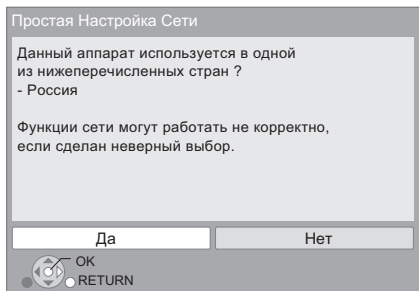 Простая Настройка Сети
Данный аппарат используется в одной
из нижеперечисленных стран ?
- Россия
Функции сети могут работать не корректно,
если сделан неверный выбор.
Да
Нет
OK
RETURN